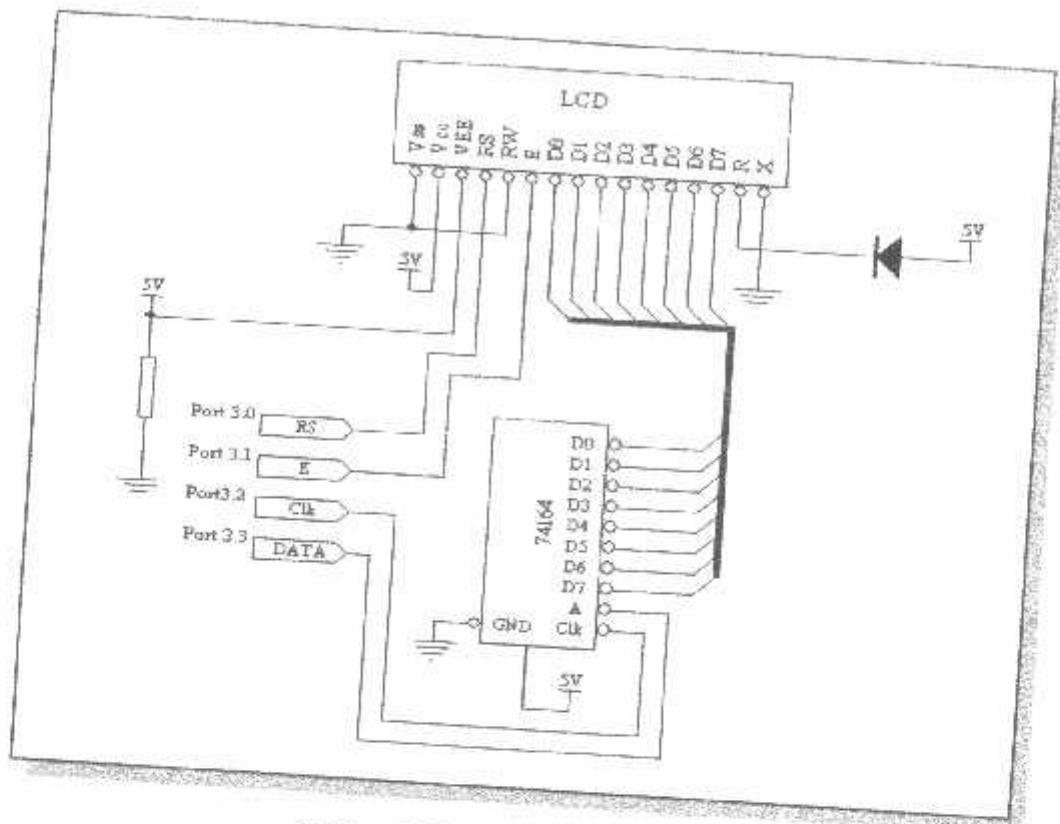 LCD
Vss Vcc VEE RS RW E D0 D1 D2 D3 D4 D5 D6 D7 R X
5V
5V
5V
Port 3.0 RS
Port 3.1 E
Port3.2 Clk
Port 3.3 DATA
74164
D0
D1
D2
D3
D4
D5
D6
D7
A
GND Clk
5V